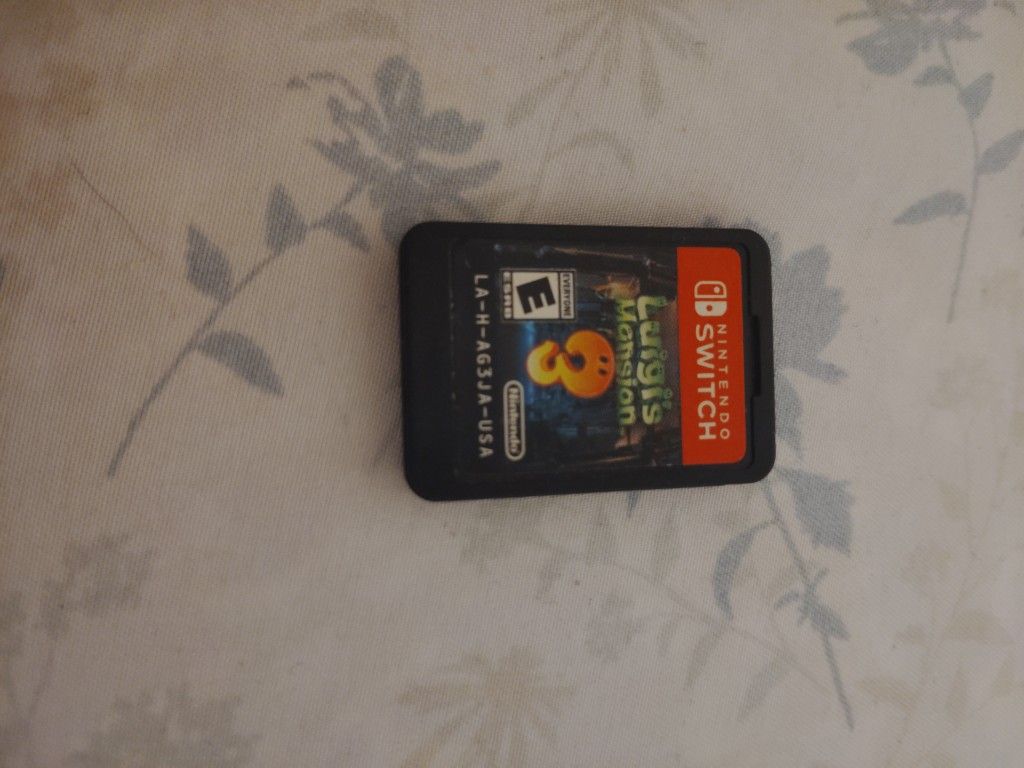 NINTENDO
SWITCH
Luigi's
Mansion
3
EVERYONE
E
ESRB
Nintendo
LA-H-AG3JA-USA